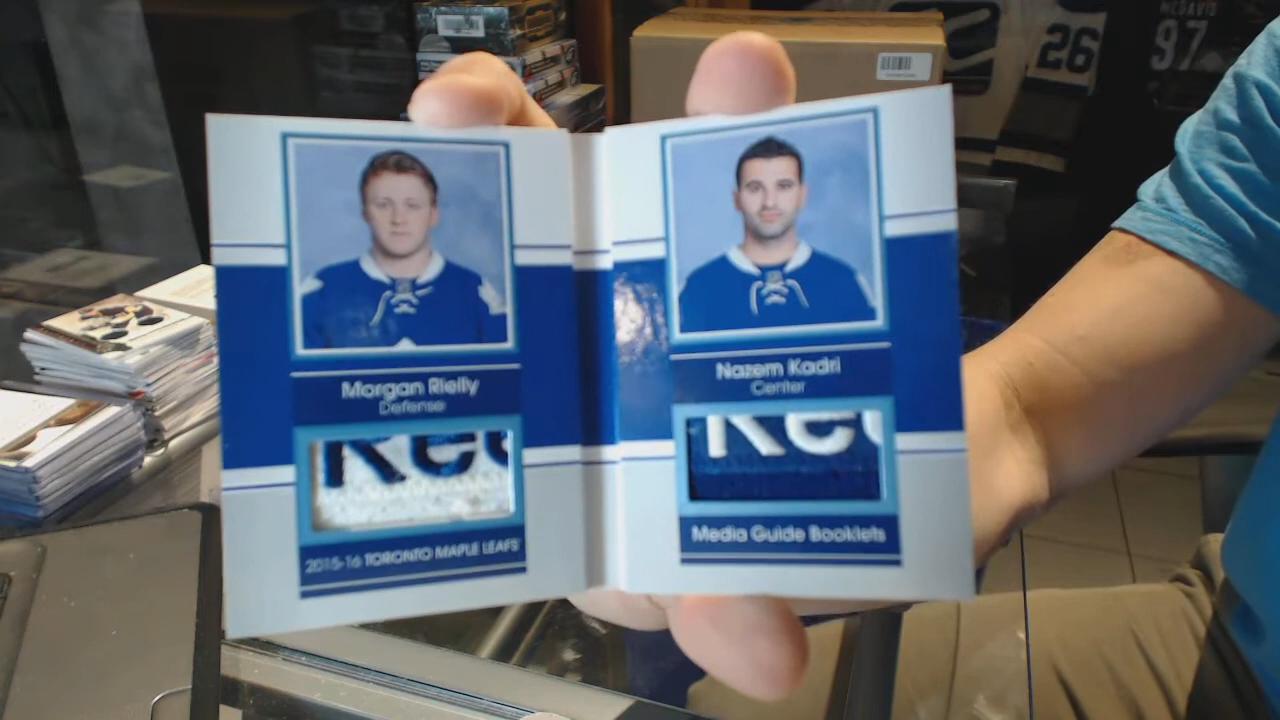 26
McDAVID
97
Morgan Rielly
Defense
2015-16 TORONTO MAPLE LEAFS
Nazem Kadri
Center
Media Guide Booklets